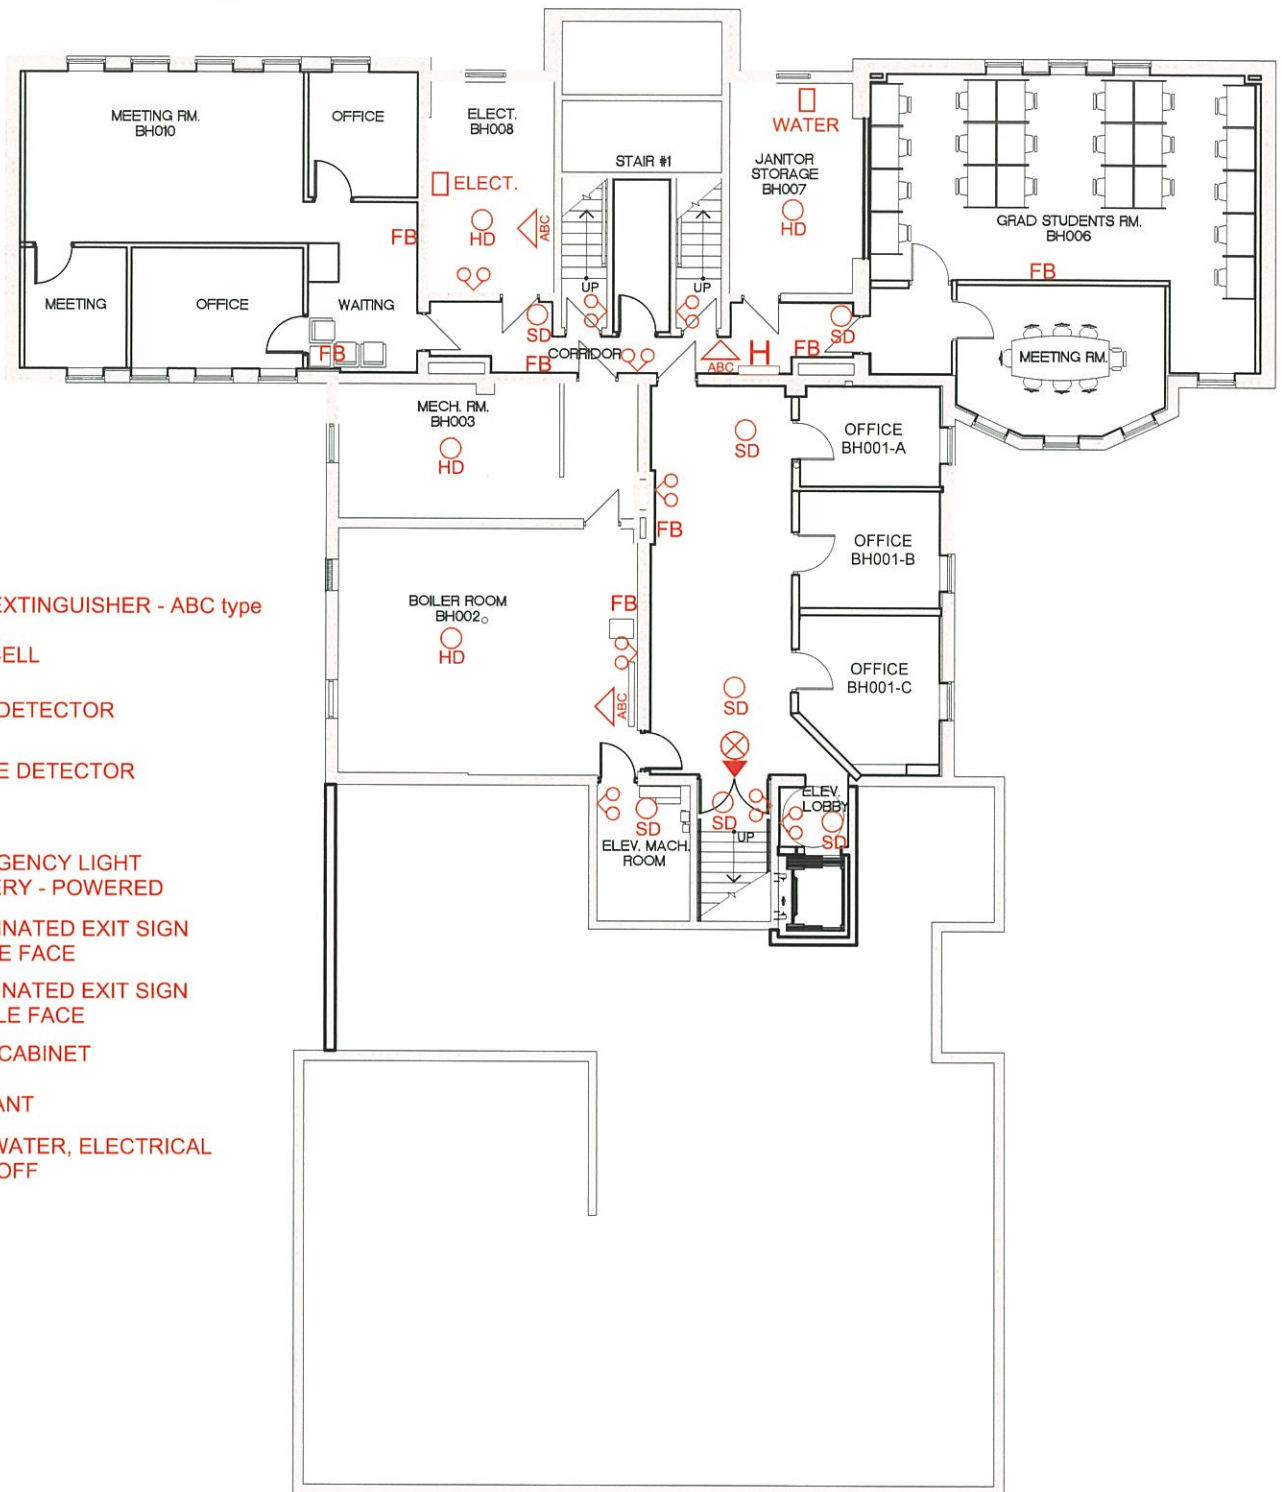 MEETING RM.
BH010
OFFICE
ELECT.
BH008
STAIR #1
WATER
JANITOR
STORAGE
BH007
GRAD STUDENTS RM.
BH006
ELECT.
HD
ABC
HD
FB
FB
MEETING
OFFICE
WAITING
UP
UP
SD
SD
FB
FB
CORRIDOR
FB
ABC
H
MEETING RM.
MECH. RM.
BH003
HD
SD
OFFICE
BH001-A
FB
OFFICE
BH001-B
BOILER ROOM
BH002
HD
FB
ABC
OFFICE
BH001-C
SD
ELEV.
LOBBY
SD
SD
SD
UP
ELEV. MACH.
ROOM
EXTINGUISHER - ABC type
ELL
DETECTOR
E DETECTOR
GENCY LIGHT
ERY - POWERED
INATED EXIT SIGN
E FACE
INATED EXIT SIGN
LE FACE
CABINET
ANT
WATER, ELECTRICAL
OFF